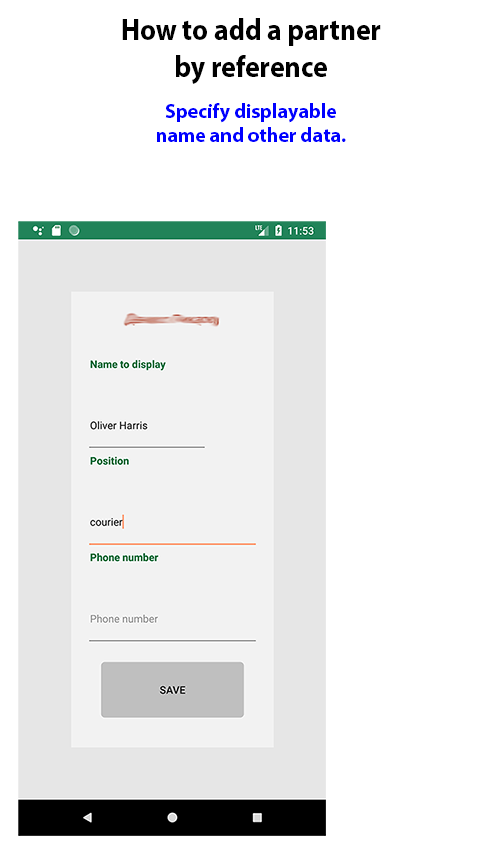 How to add a partner
by reference
Specify displayable
name and other data.
LTE 11:53
Name to display
Oliver Harris
Position
courier
Phone number
Phone number
SAVE